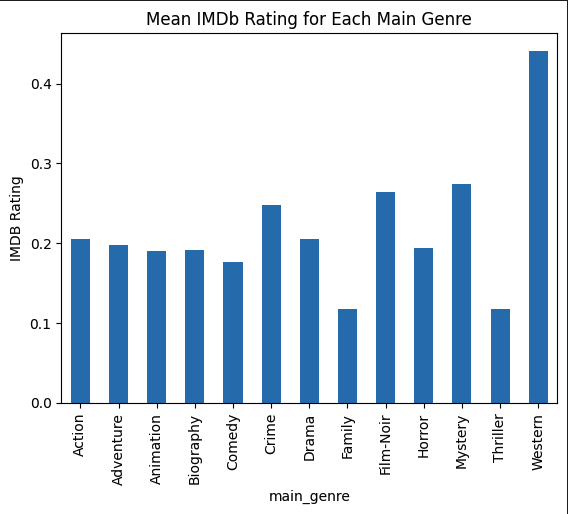 Mean IMDb Rating for Each Main Genre
IMDB Rating
0.4
0.3
0.2
0.1
0.0
Action
Adventure
Animation
Biography
Comedy
Crime
Drama
Family
Film-Noir
Horror
Mystery
Thriller
Western
main_genre